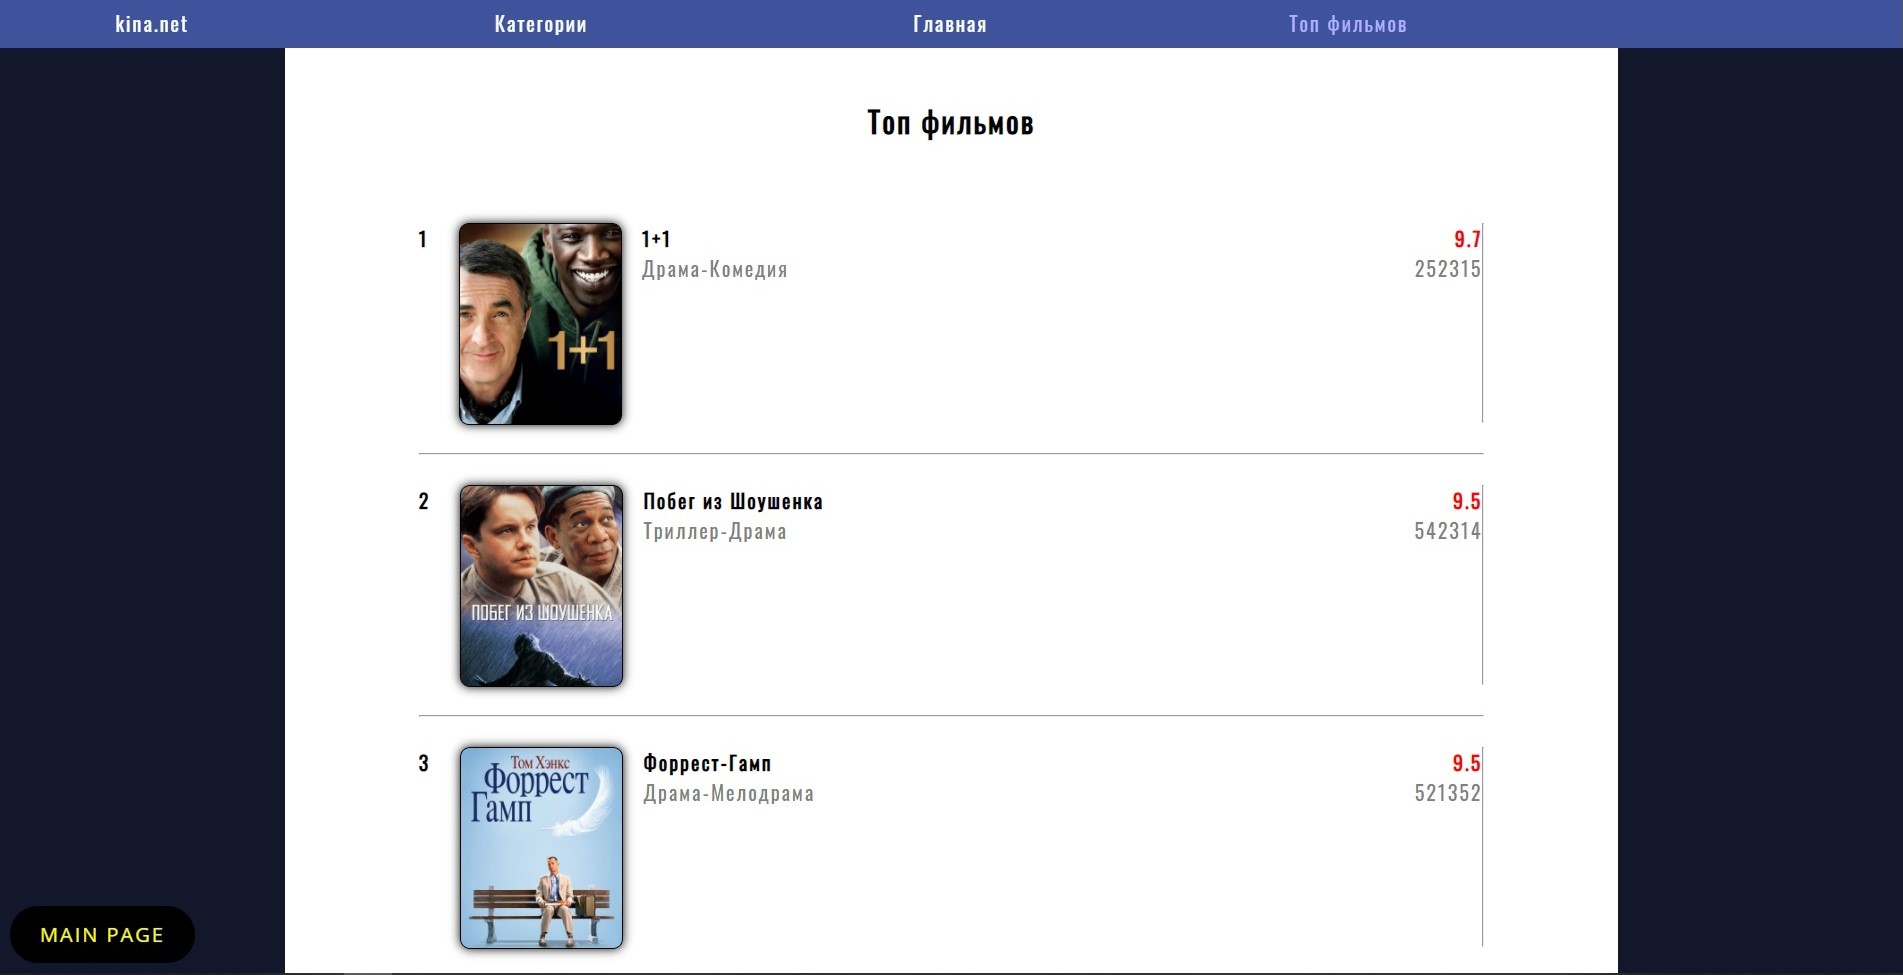 kina.net Категории Главная Топ фильмов
Топ фильмов
1 1+1 9.7
Драма-Комедия 252315
1+1
2 Побег из Шоушенка 9.5
Триллер-Драма 542314
ПОБЕГ ИЗ ШОУШЕНКА
3 Форрест-Гамп 9.5
Драма-Мелодрама 521352
Том Хэнкс
Форрест
Гамп
MAIN PAGE